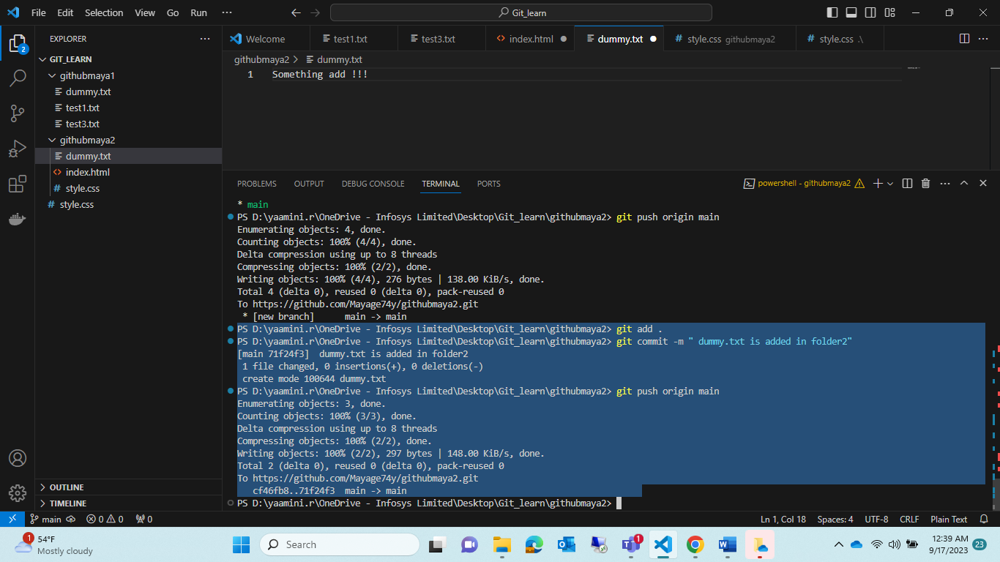 File Edit Selection View Go Run ··· Git_learn
EXPLORER ···
Welcome test1.txt test3.txt index.html dummy.txt style.css githubmaya2 style.css .\ ···
GIT_LEARN
githubmaya1
dummy.txt
test1.txt
test3.txt
githubmaya2
dummy.txt
index.html
style.css
style.css
OUTLINE
TIMELINE
2
githubmaya2 > dummy.txt
1 Something add !!!
PROBLEMS OUTPUT DEBUG CONSOLE TERMINAL PORTS powershell - githubmaya2 ···
* main
PS D:\yaamini.r\OneDrive - Infosys Limited\Desktop\Git_learn\githubmaya2> git push origin main
Enumerating objects: 4, done.
Counting objects: 100% (4/4), done.
Delta compression using up to 8 threads
Compressing objects: 100% (2/2), done.
Writing objects: 100% (4/4), 276 bytes | 138.00 KiB/s, done.
Total 4 (delta 0), reused 0 (delta 0), pack-reused 0
To https://github.com/Mayage74y/githubmaya2.git
* [new branch] main -> main
PS D:\yaamini.r\OneDrive - Infosys Limited\Desktop\Git_learn\githubmaya2> git add .
PS D:\yaamini.r\OneDrive - Infosys Limited\Desktop\Git_learn\githubmaya2> git commit -m " dummy.txt is added in folder2"
[main 71f24f3] dummy.txt is added in folder2
1 file changed, 0 insertions(+), 0 deletions(-)
create mode 100644 dummy.txt
PS D:\yaamini.r\OneDrive - Infosys Limited\Desktop\Git_learn\githubmaya2> git push origin main
Enumerating objects: 3, done.
Counting objects: 100% (3/3), done.
Delta compression using up to 8 threads
Compressing objects: 100% (2/2), done.
Writing objects: 100% (2/2), 297 bytes | 148.00 KiB/s, done.
Total 2 (delta 0), reused 0 (delta 0), pack-reused 0
To https://github.com/Mayage74y/githubmaya2.git
cf46fb8..71f24f3 main -> main
PS D:\yaamini.r\OneDrive - Infosys Limited\Desktop\Git_learn\githubmaya2>
main 0 0 0 Ln 1, Col 18 Spaces: 4 UTF-8 CRLF Plain Text
1 54°F
Mostly cloudy
Search
1
12:39 AM
9/17/2023
23